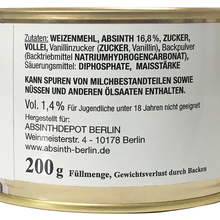 Zutaten: WEIZENMEHL, ABSINTH 16,8%, ZUCKER,
VOLLEI, Vanillinzucker (ZUCKER, Vanillin), Backpulver
(Backtriebmittel NATRIUMHYDROGENCARBONAT),
Säuerungsmittel: DIPHOSPHATE, MAISSTÄRKE
KANN SPUREN VON MILCHBESTANDTEILEN SOWIE
NÜSSEN UND ANDEREN ÖLSAATEN ENTHALTEN.
Vol. 1,4% Für Jugendliche unter 18 Jahren nicht geeignet
Hergestellt für:
ABSINTHDEPOT BERLIN
Weinmeisterstr. 4 - 10178 Berlin
www.absinth-berlin.de
200g Füllmenge, Gewichtsverlust durch Backen